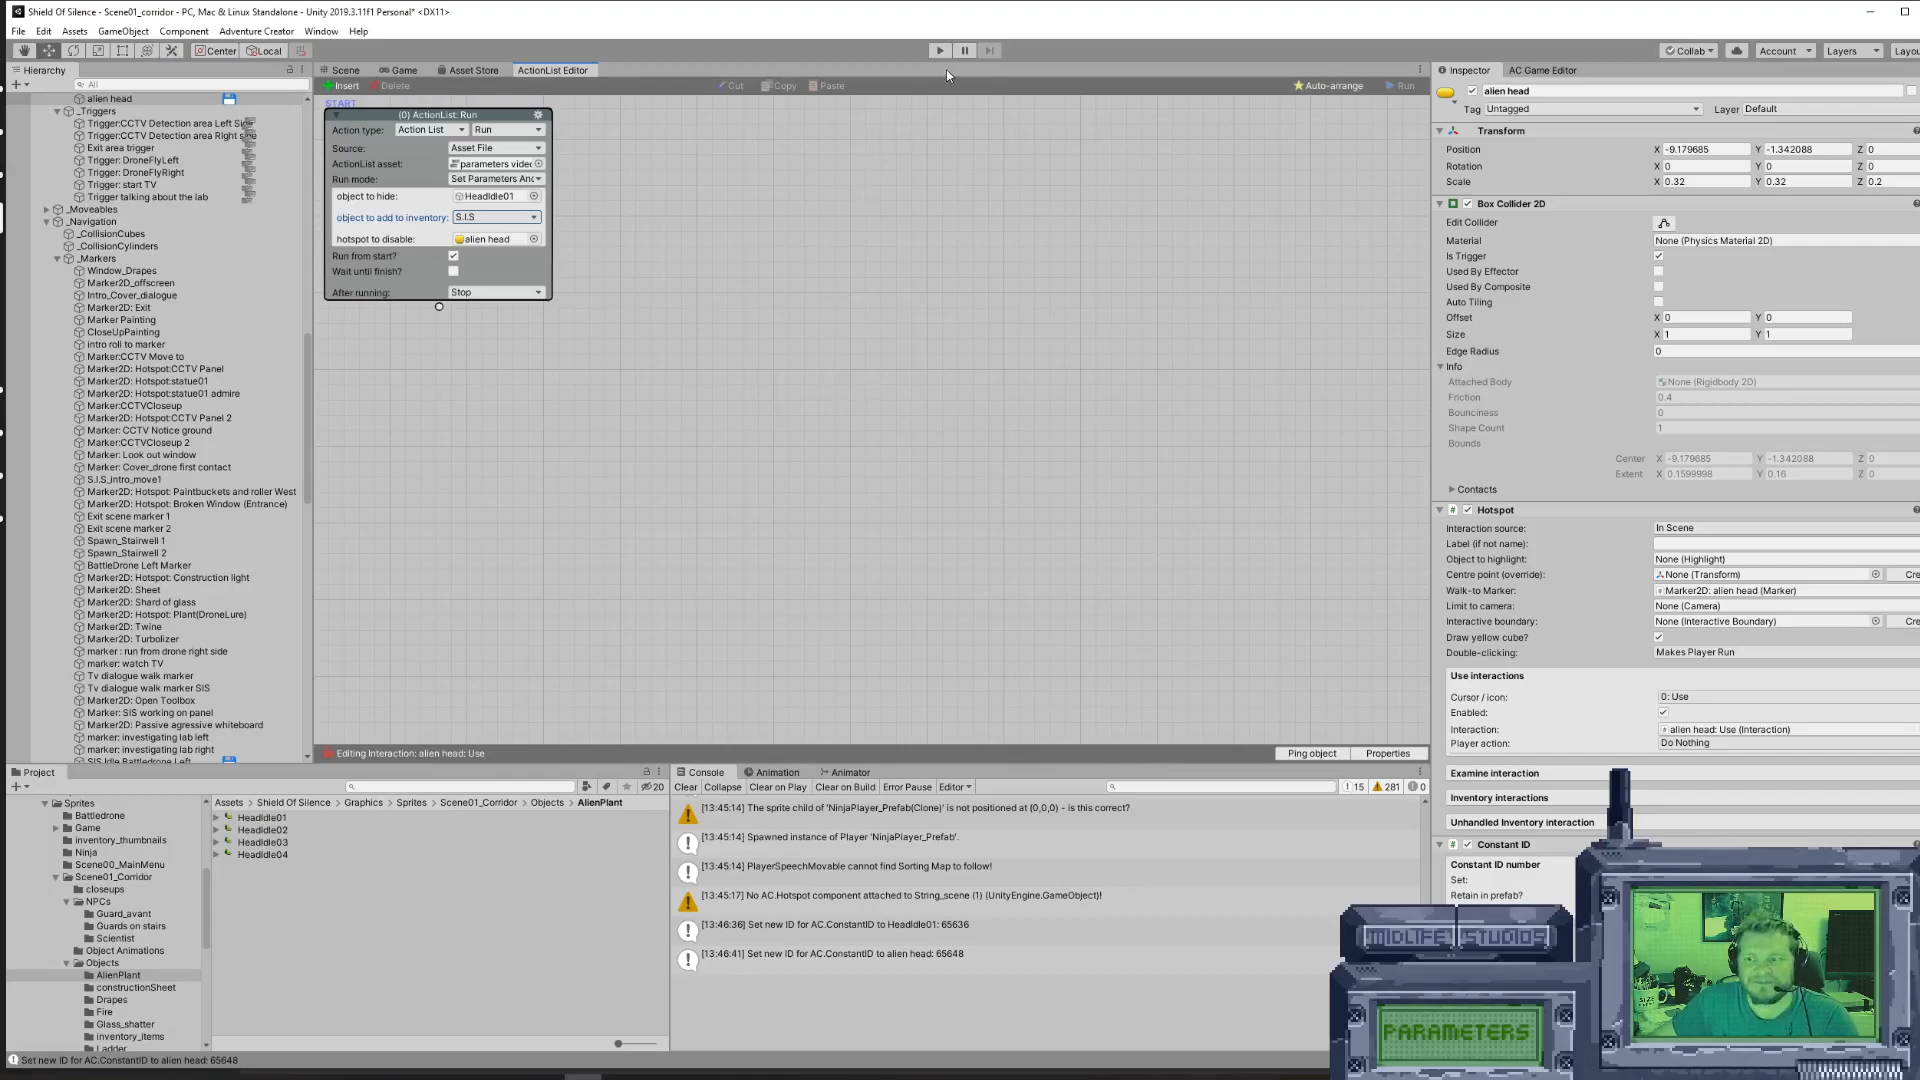 Shield Of Silence - Scene01_corridor - PC, Mac & Linux Standalone - Unity 2019.3.11f1 Personal* <DX11>
File Edit Assets GameObject Component Adventure Creator Window Help
Center Local Collab Account Layers Layou
Hierarchy
All
alien head
_Triggers
Trigger:CCTV Detection area Left Side
Trigger:CCTV Detection area RIght side
Exit area trigger
Trigger: DroneFlyLeft
Trigger: DroneFlyRight
Trigger: start TV
Trigger talking about the lab
_Moveables
_Navigation
_CollisionCubes
_CollisionCylinders
_Markers
Window_Drapes
Marker2D_offscreen
Intro_Cover_dialogue
Marker2D: Exit
Marker Painting
CloseUpPainting
intro roll to marker
Marker:CCTV Move to
Marker2D: Hotspot:CCTV Panel
Marker2D: Hotspot:statue01
Marker2D: Hotspot:statue01 admire
Marker:CCTVCloseup
Marker2D: Hotspot:CCTV Panel 2
Marker: CCTV Notice ground
Marker:CCTVCloseup 2
Marker: Look out window
Marker: Cover_drone first contact
S.I.S_intro_move1
Marker2D: Hotspot: Paintbuckets and roller West
Marker2D: Hotspot: Broken Window (Entrance)
Exit scene marker 1
Exit scene marker 2
Spawn_Stairwell 1
Spawn_Stairwell 2
BattleDrone Left Marker
Marker2D: Hotspot: Construction light
Marker2D: Sheet
Marker2D: Shard of glass
Marker2D: Hotspot: Plant(DroneLure)
Marker2D: Twine
Marker2D: Turbolizer
marker : run from drone right side
marker: watch TV
Tv dialogue walk marker
Tv dialogue walk marker SIS
Marker2D: Open Toolbox
Marker: SIS working on panel
Marker2D: Passive agressive whiteboard
marker: investigating lab left
marker: investigating lab right
SIS Idle Battledrone Left
Scene Game Asset Store ActionList Editor
Insert Delete Cut Copy Paste Auto-arrange Run
START
(0) ActionList: Run
Action type: Action List Run
Source: Asset File
ActionList asset: parameters videc
Run mode: Set Parameters And
object to hide: HeadIdle01
object to add to inventory: S.I.S
hotspot to disable: alien head
Run from start?
Wait until finish?
After running: Stop
Editing Interaction: alien head: Use Ping object Properties
Inspector AC Game Editor
alien head
Tag Untagged Layer Default
Transform
Position X -9.179685 Y -1.342088 Z 0
Rotation X 0 Y 0 Z 0
Scale X 0.32 Y 0.32 Z 0.2
Box Collider 2D
Edit Collider
Material None (Physics Material 2D)
Is Trigger
Used By Effector
Used By Composite
Auto Tiling
Offset X 0 Y 0
Size X 1 Y 1
Edge Radius 0
Info
Attached Body None (Rigidbody 2D)
Friction 0.4
Bounciness 0
Shape Count 1
Bounds
Center X -9.179685 Y -1.342088 Z 0
Extent X 0.1599998 Y 0.16 Z 0
Contacts
Hotspot
Interaction source: In Scene
Label (if not name):
Object to highlight: None (Highlight)
Centre point (override): None (Transform) Cre
Walk-to Marker: Marker2D: alien head (Marker)
Limit to camera: None (Camera)
Interactive boundary: None (Interactive Boundary) Cre
Draw yellow cube?
Double-clicking: Makes Player Run
Use interactions
Cursor / icon: 0: Use
Enabled:
Interaction: alien head: Use (Interaction)
Player action: Do Nothing
Examine interaction
Inventory interactions
Unhandled Inventory interaction
Constant ID
Constant ID number
Set:
Retain in prefab?
Project
20
Sprites
Battledrone
Game
inventory_thumbnails
Ninja
Scene00_MainMenu
Scene01_Corridor
closeups
NPCs
Guard_avant
Guards on stairs
Scientist
Object Animations
Objects
AlienPlant
constructionSheet
Drapes
Fire
Glass_shatter
inventory_items
Ladder
Assets Shield Of Silence Graphics Sprites Scene01_Corridor Objects AlienPlant
HeadIdle01
HeadIdle02
HeadIdle03
HeadIdle04
Console Animation Animator
Clear Collapse Clear on Play Clear on Build Error Pause Editor 15 281 0
[13:45:14] The sprite child of 'NinjaPlayer_Prefab(Clone)' is not positioned at (0,0,0) - is this correct?
[13:45:14] Spawned instance of Player 'NinjaPlayer_Prefab'.
[13:45:14] PlayerSpeechMovable cannot find Sorting Map to follow!
[13:45:17] No AC.Hotspot component attached to String_scene (1) (UnityEngine.GameObject)!
[13:46:36] Set new ID for AC.ConstantID to HeadIdle01: 65636
[13:46:41] Set new ID for AC.ConstantID to alien head: 65648
MIDLIFE STUDIOS
PARAMETERS
Set new ID for AC.ConstantID to alien head: 65648